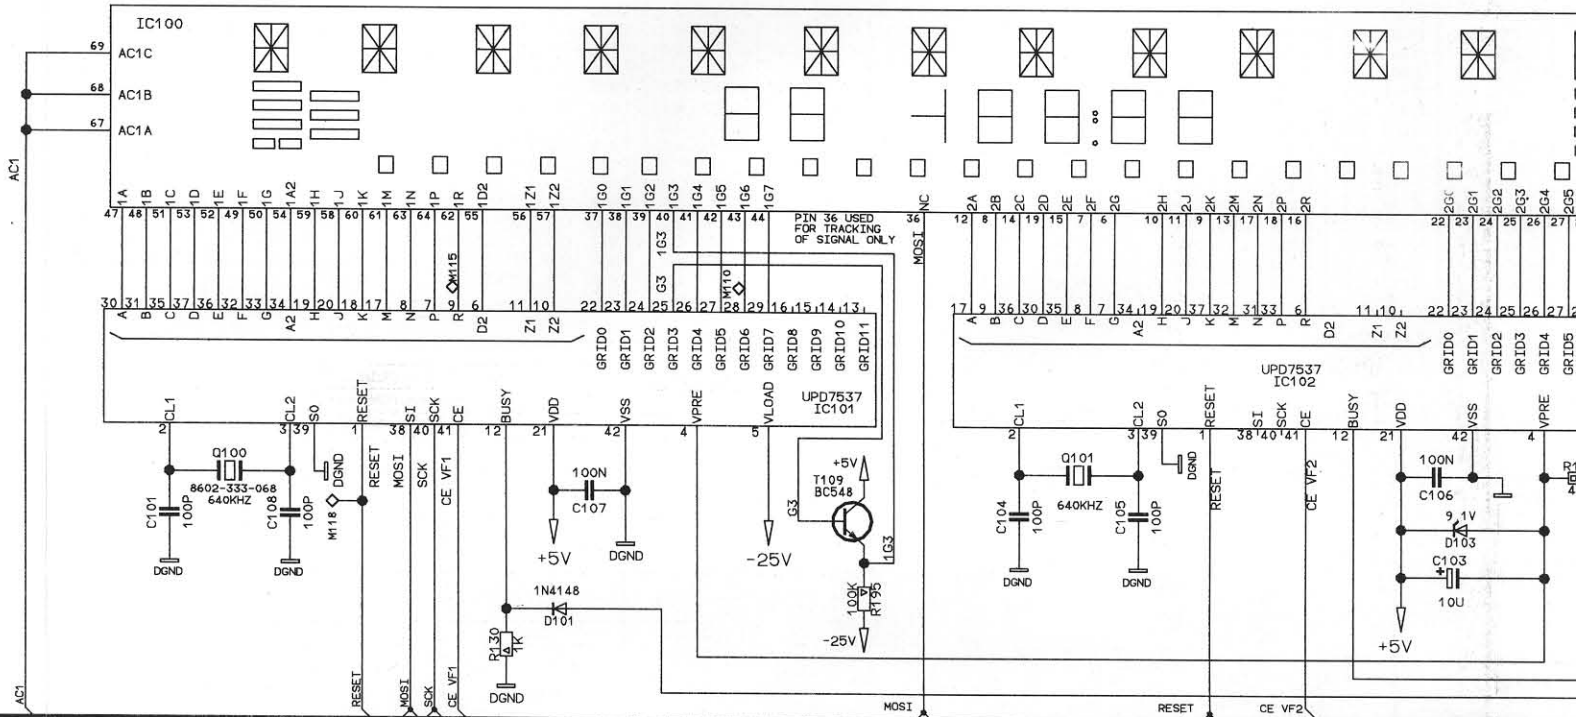 IC100
69 AC1C
68 AC1B
67 AC1A
AC1
1A 1B 1C 1D 1E 1F 1G 1A2 1H 1J 1K 1M 1N 1P 1R 1D2 1Z1 1Z2 1G0 1G1 1G2 1G3 1G4 1G5 1G6 1G7 NC 2A 2B 2C 2D 2E 2F 2G 2H 2J 2K 2M 2N 2P 2R 2G1 2G2 2G3 2G4 2G5
47 48 51 53 52 49 50 54 59 58 60 61 63 64 62 55 56 57 37 38 39 40 41 42 43 44 36 12 8 14 19 15 7 6 10 11 9 13 17 18 16 22 23 24 25 26 27
PIN 36 USED
FOR TRACKING
OF SIGNAL ONLY
M115
1G3
G3
M110
MOSI
30 31 35 37 36 32 33 34 19 20 18 17 8 7 9 6 11 10 22 23 24 25 26 27 28 29 16 15 14 13
A B C D E F G A2 H J K M N P R D2 Z1 Z2 GRID0 GRID1 GRID2 GRID3 GRID4 GRID5 GRID6 GRID7 GRID8 GRID9 GRID10 GRID11
17 9 36 30 35 8 7 34 19 20 37 32 31 33 6 11 10 22 23 24 25 26
A B C D E F G A2 H J K M N P R D2 Z1 Z2 GRID0 GRID1 GRID2 GRID3 GRID4 GRID5
UPD7537
IC101
UPD7537
IC102
CL1 CL2 S0 RESET SI SCK CE BUSY VDD VSS VPRE VLOAD
2 3 39 1 38 40 41 12 21 42 4 5
CL1 CL2 S0 RESET SI SCK CE BUSY VDD VSS VPRE
2 3 39 1 38 40 41 12 21 42 4
Q100
8602-333-068
640KHZ
C101
100P
C108
100P
DGND
DGND
DGND
M118
RESET
MOSI
SCK
CE VF1
100N
C107
+5V
DGND
-25V
1N4148
D101
R130
1K
DGND
+5V
T109
BC548
G3
1G3
100K
R195
-25V
Q101
640KHZ
C104
100P
C105
100P
DGND
DGND
DGND
RESET
CE VF2
100N
C106
9,1V
D103
C103
+
10U
+5V
AC1
RESET
MOSI
SCK
CE VF1
MOSI
RESET
CE VF2